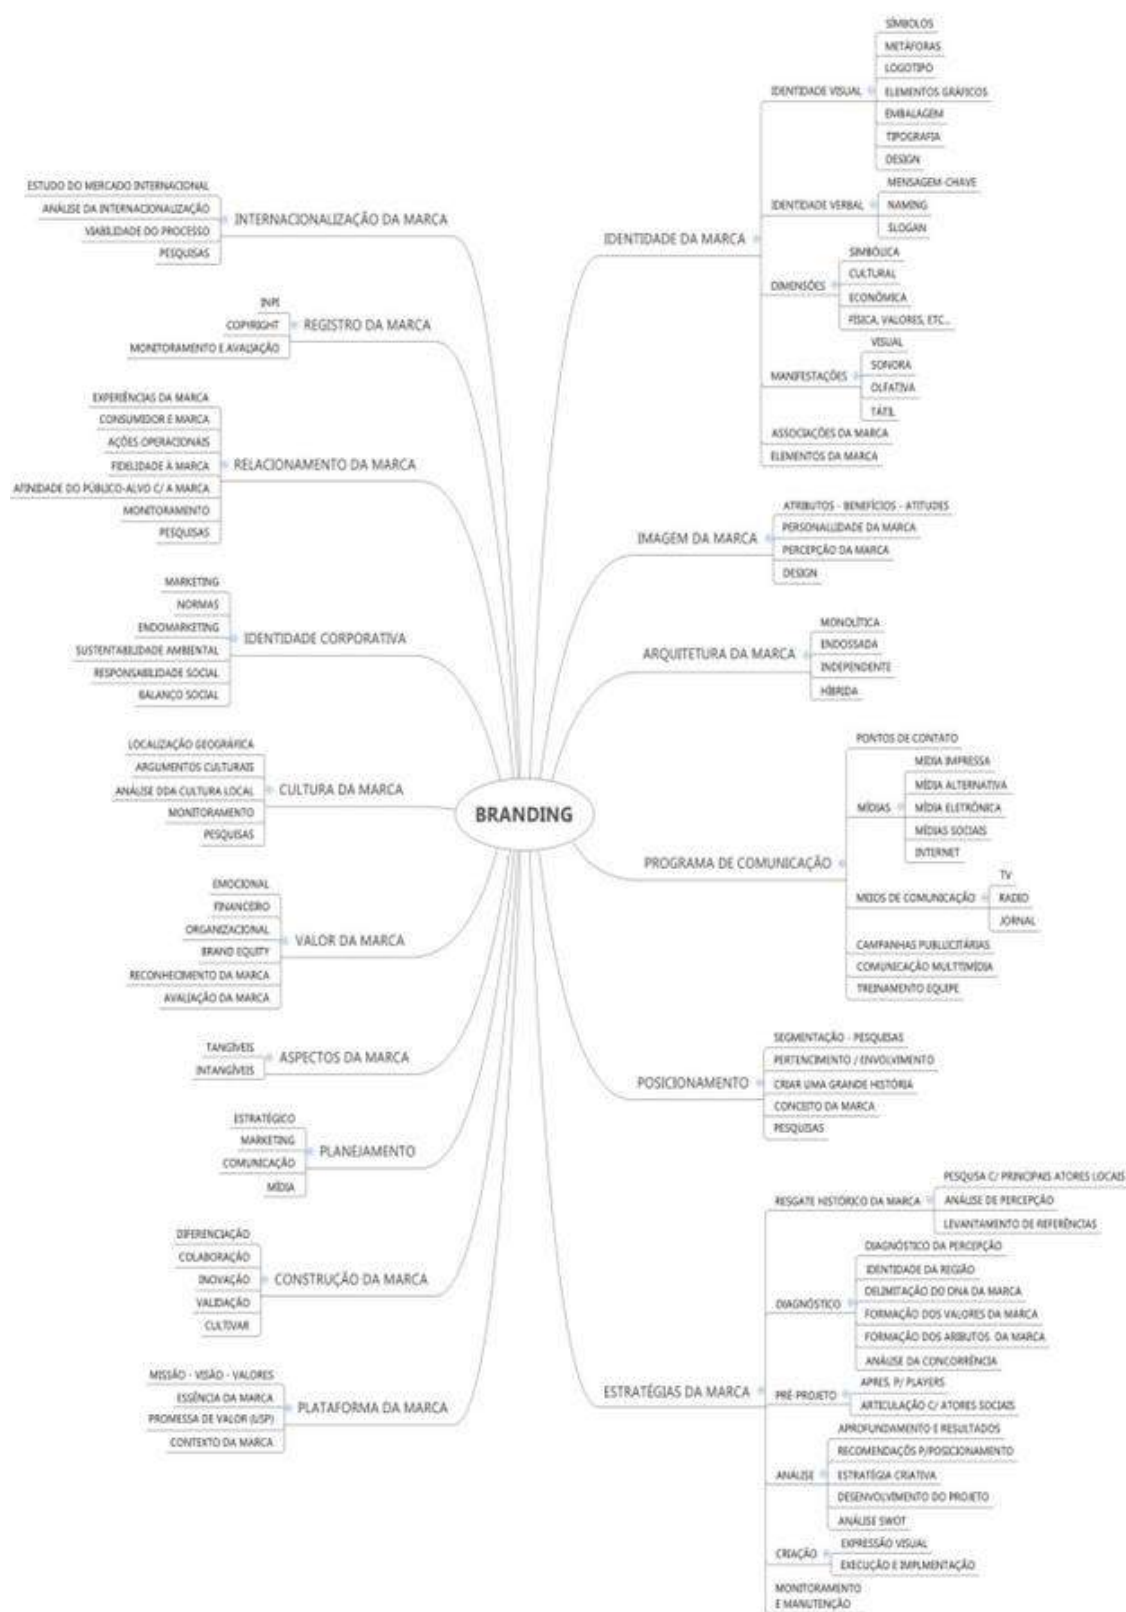 BRANDING
INTERNACIONALIZAÇÃO DA MARCA
ESTUDO DO MERCADO INTERNACIONAL
ANÁLISE DA INTERNACIONALIZAÇÃO
VIABILIDADE DO PROCESSO
PESQUISAS
REGISTRO DA MARCA
INPI
COPYRIGHT
MONITORAMENTO E AVALIAÇÃO
RELACIONAMENTO DA MARCA
EXPERIÊNCIAS DA MARCA
CONSUMIDOR E MARCA
AÇÕES OPERACIONAIS
FIDELIDADE À MARCA
AFINIDADE DO PÚBLICO-ALVO C/ A MARCA
MONITORAMENTO
PESQUISAS
IDENTIDADE CORPORATIVA
MARKETING
NORMAS
ENDOMARKETING
SUSTENTABILIDADE AMBIENTAL
RESPONSABILIDADE SOCIAL
BALANÇO SOCIAL
CULTURA DA MARCA
LOCALIZAÇÃO GEOGRÁFICA
ARGUMENTOS CULTURAIS
ANÁLISE DDA CULTURA LOCAL
MONITORAMENTO
PESQUISAS
VALOR DA MARCA
EMOCIONAL
FINANCEIRO
ORGANIZACIONAL
BRAND EQUITY
RECONHECIMENTO DA MARCA
AVALIAÇÃO DA MARCA
ASPECTOS DA MARCA
TANGÍVEIS
INTANGÍVEIS
PLANEJAMENTO
ESTRATÉGICO
MARKETING
COMUNICAÇÃO
MÍDIA
CONSTRUÇÃO DA MARCA
DIFERENCIAÇÃO
COLABORAÇÃO
INOVAÇÃO
VALIDAÇÃO
CULTIVAR
PLATAFORMA DA MARCA
MISSÃO - VISÃO - VALORES
ESSÊNCIA DA MARCA
PROMESSA DE VALOR (USP)
CONTEXTO DA MARCA
IDENTIDADE DA MARCA
IDENTIDADE VISUAL
SÍMBOLOS
METÁFORAS
LOGOTIPO
ELEMENTOS GRÁFICOS
EMBALAGEM
TIPOGRAFIA
DESIGN
IDENTIDADE VERBAL
MENSAGEM-CHAVE
NAMING
SLOGAN
DIMENSÕES
SIMBÓLICA
CULTURAL
ECONÔMICA
FÍSICA, VALORES, ETC...
MANIFESTAÇÕES
VISUAL
SONORA
OLFATIVA
TÁTIL
ASSOCIAÇÕES DA MARCA
ELEMENTOS DA MARCA
IMAGEM DA MARCA
ATRIBUTOS - BENEFÍCIOS - ATITUDES
PERSONALLIDADE DA MARCA
PERCEPÇÃO DA MARCA
DESIGN
ARQUITETURA DA MARCA
MONOLÍTICA
ENDOSSADA
INDEPENDENTE
HÍBRIDA
PROGRAMA DE COMUNICAÇÃO
PONTOS DE CONTATO
MÍDIAS
MÍDIA IMPRESSA
MÍDIA ALTERNATIVA
MÍDIA ELETRÔNICA
MÍDIAS SOCIAIS
INTERNET
MEIOS DE COMUNICAÇÃO
TV
RADIO
JORNAL
CAMPANHAS PUBLICITÁRIAS
COMUNICAÇÃO MULTTIMÍDIA
TREINAMENTO EQUIPE
POSICIONAMENTO
SEGMENTAÇÃO - PESQUISAS
PERTENCIMENTO / ENVOLVIMENTO
CRIAR UMA GRANDE HISTÓRIA
CONCEITO DA MARCA
PESQUISAS
ESTRATÉGIAS DA MARCA
RESGATE HISTÓRICO DA MARCA
PESQUSA C/ PRINCIPAIS ATORES LOCAIS
ANÁLISE DE PERCEPÇÃO
LEVANTAMENTO DE REFERÊNCIAS
DIAGNÓSTICO
DIAGNÓSTICO DA PERCEPÇÃO
IDENTIDADE DA REGIÃO
DELIMITAÇÃO DO DNA DA MARCA
FORMAÇÃO DOS VALORES DA MARCA
FORMAÇÃO DOS ARIBUTOS DA MARCA
ANÁLISE DA CONCORRÊNCIA
PRÉ-PROJETO
APRES. P/ PLAYERS
ARTICULAÇÃO C/ ATORES SOCIAIS
ANÁLISE
APROFUNDAMENTO E RESULTADOS
RECOMENDAÇÕS P/POSICIONAMENTO
ESTRATÉGIA CRIATIVA
DESENVOLVIMENTO DO PROJETO
ANÁLISE SWOT
CRIAÇÃO
EXPRESSÃO VISUAL
EXECUÇÃO E IMPLMENTAÇÃO
MONITORAMENTO
E MANUTENÇÃO